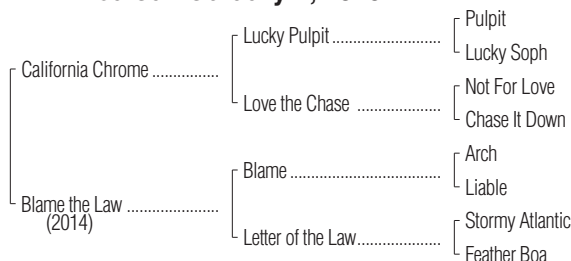 Lucky Pulpit
Pulpit
Lucky Soph
California Chrome
Love the Chase
Not For Love
Chase It Down
Blame the Law
(2014)
Blame
Arch
Liable
Letter of the Law
Stormy Atlantic
Feather Boa